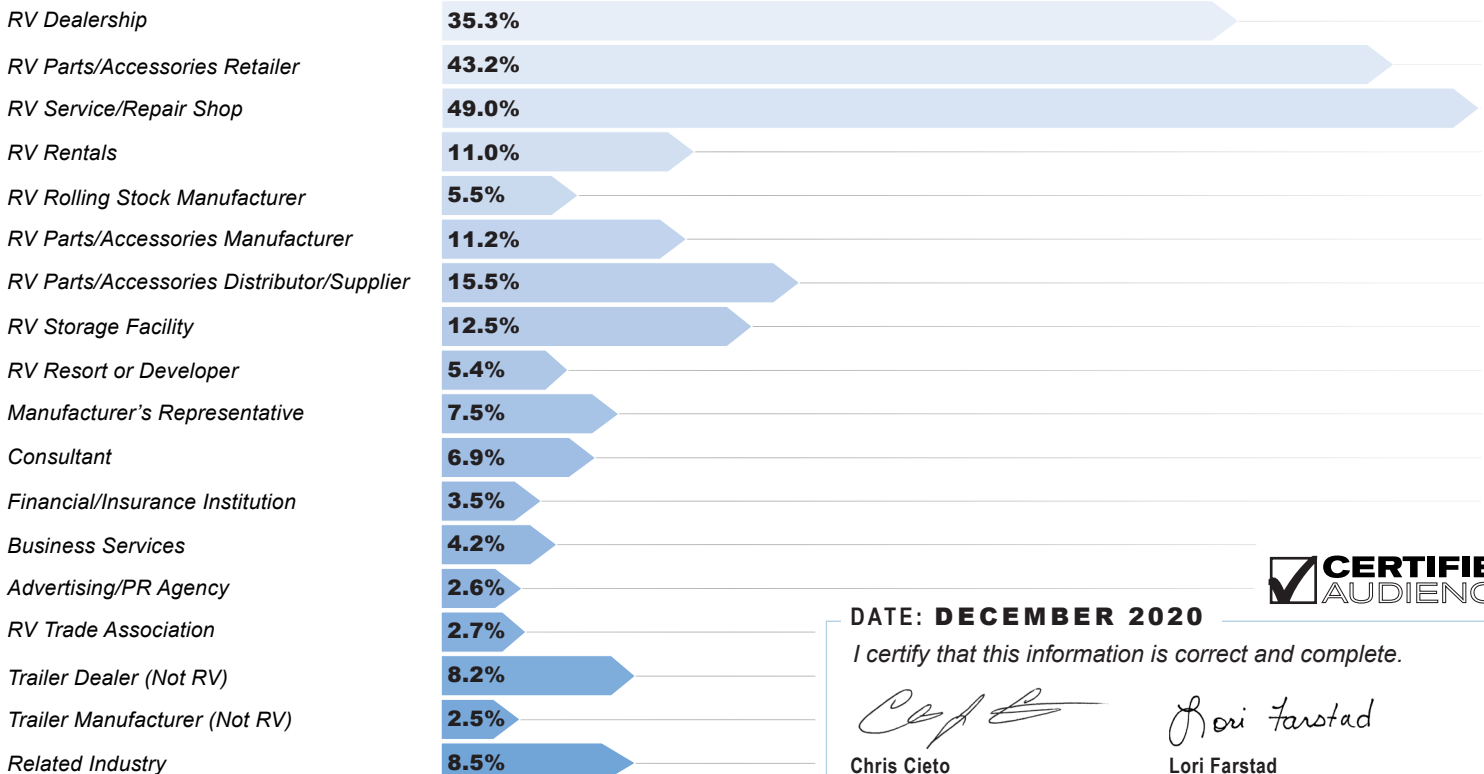 RV Dealership 35.3%
RV Parts/Accessories Retailer 43.2%
RV Service/Repair Shop 49.0%
RV Rentals 11.0%
RV Rolling Stock Manufacturer 5.5%
RV Parts/Accessories Manufacturer 11.2%
RV Parts/Accessories Distributor/Supplier 15.5%
RV Storage Facility 12.5%
RV Resort or Developer 5.4%
Manufacturer’s Representative 7.5%
Consultant 6.9%
Financial/Insurance Institution 3.5%
Business Services 4.2%
Advertising/PR Agency 2.6%
RV Trade Association 2.7%
Trailer Dealer (Not RV) 8.2%
Trailer Manufacturer (Not RV) 2.5%
Related Industry 8.5%
DATE: DECEMBER 2020
I certify that this information is correct and complete.
Lori Farstad
Chris Cieto
Lori Farstad